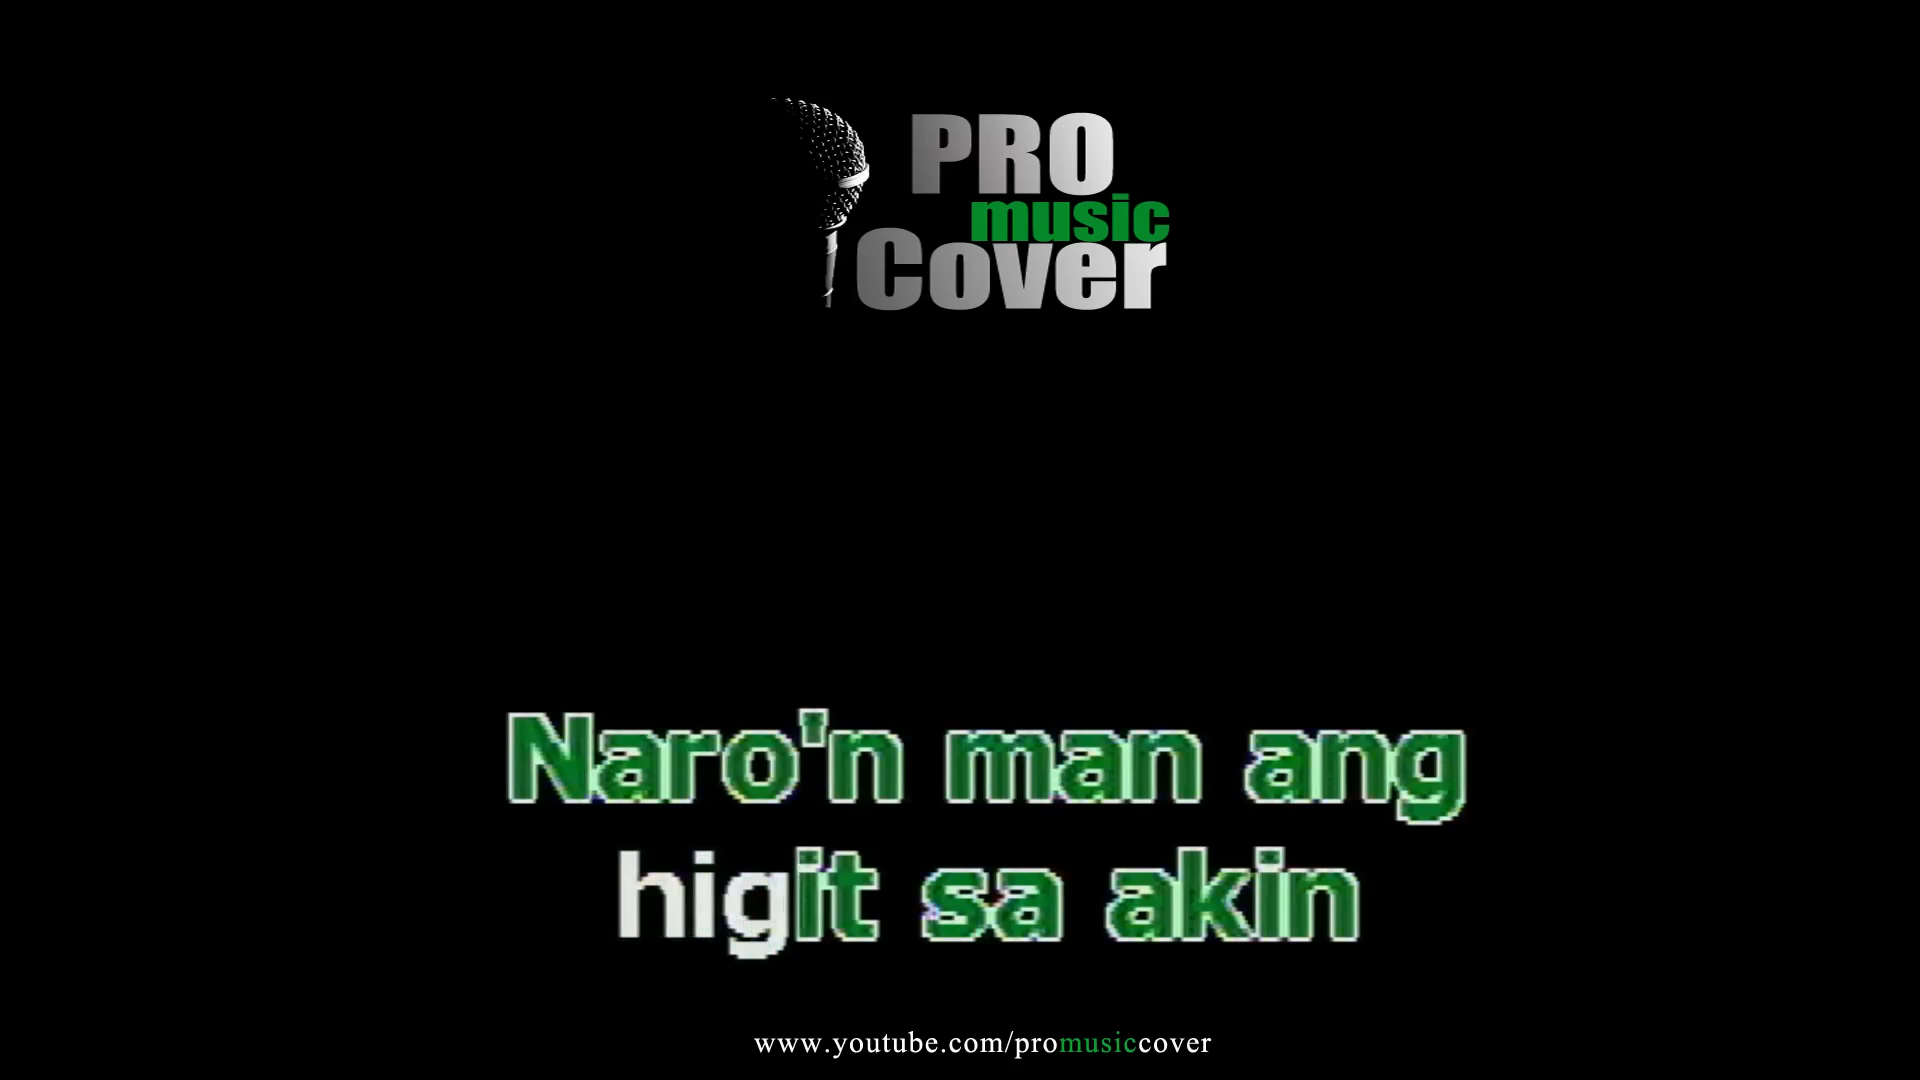 PRO
music
Cover
Naro'n man ang
higit sa akin
www.youtube.com/promusiccover